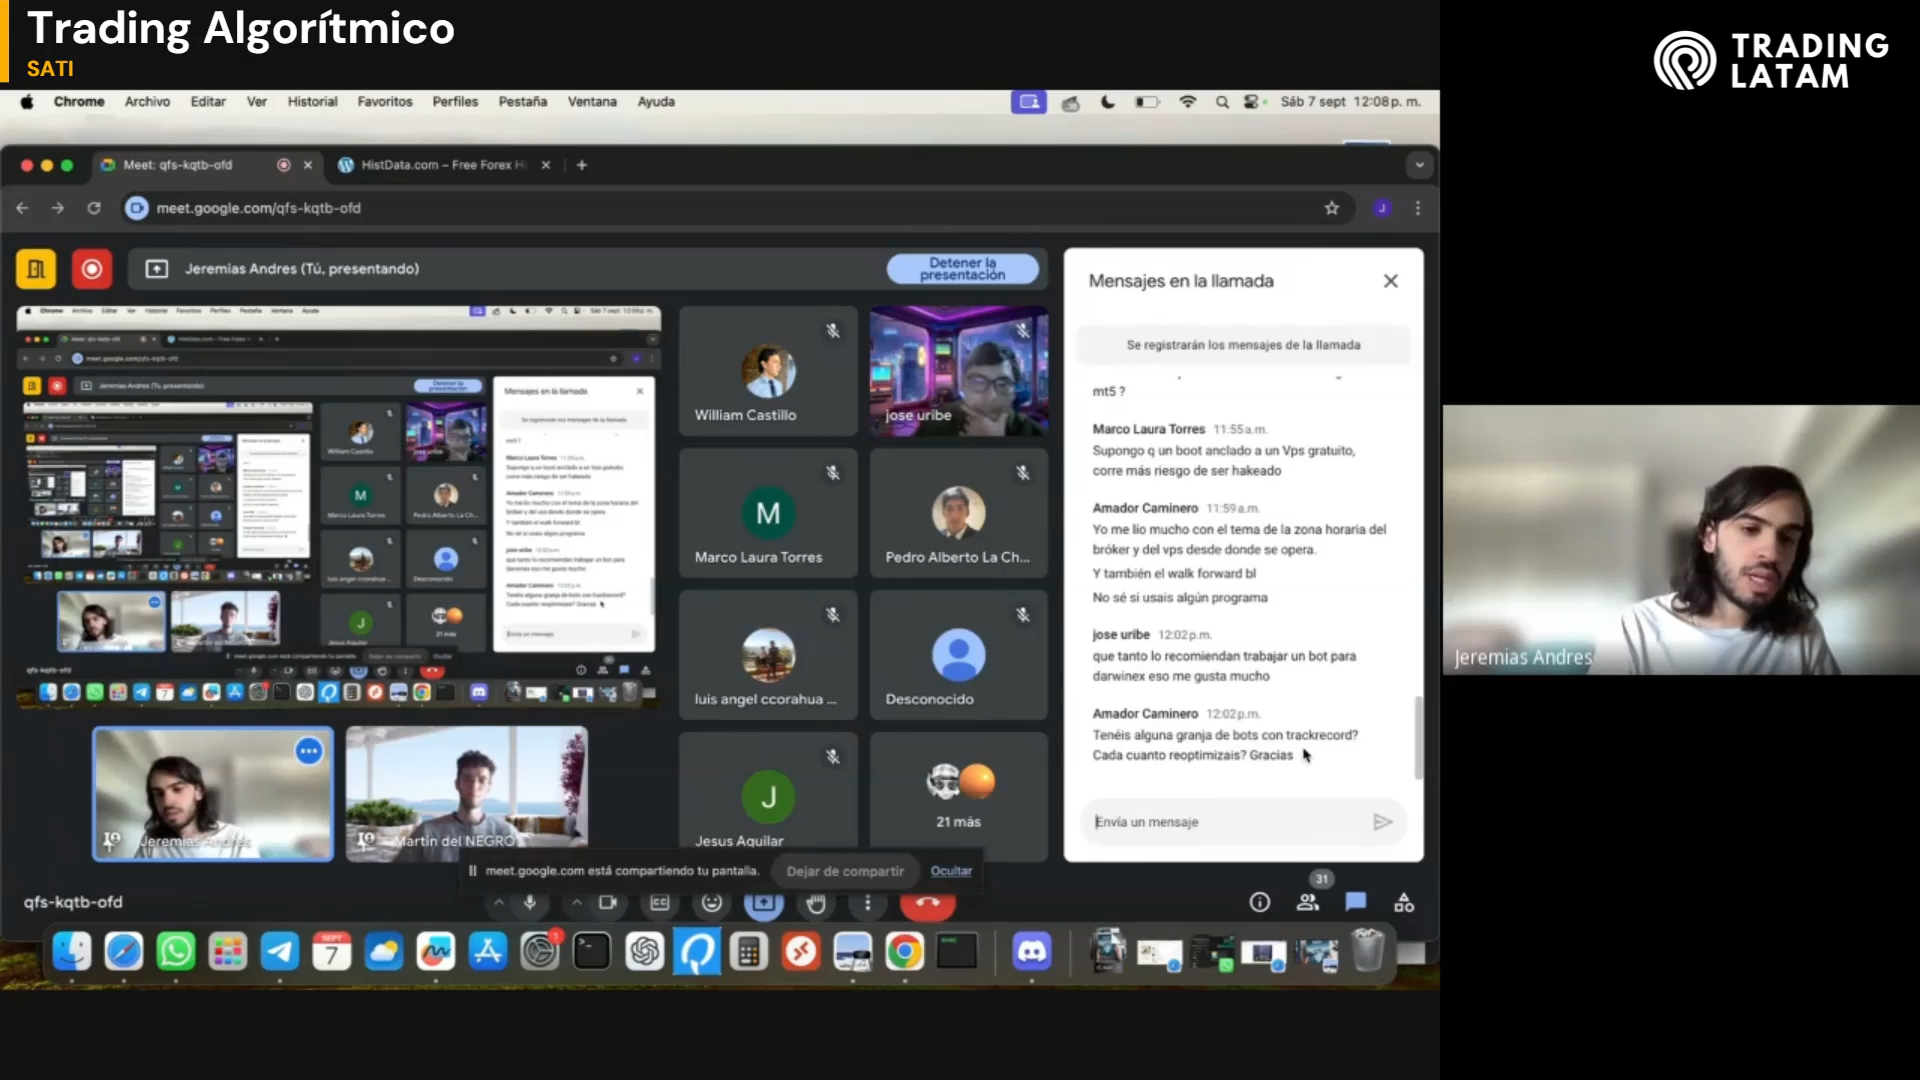 Trading Algorítmico
SATI
TRADING
LATAM
Chrome Archivo Editar Ver Historial Favoritos Perfiles Pestaña Ventana Ayuda
Sáb 7 sept 12:08 p. m.
Meet: qfs-kqtb-ofd
HistData.com – Free Forex H
meet.google.com/qfs-kqtb-ofd
J
Jeremias Andres (Tú, presentando)
Detener la
presentación
Mensajes en la llamada
Se registrarán los mensajes de la llamada
mt5 ?
Marco Laura Torres 11:55 a.m.
Supongo q un boot anclado a un Vps gratuito,
corre más riesgo de ser hakeado
Amador Caminero 11:59 a.m.
Yo me lío mucho con el tema de la zona horaria del
bróker y del vps desde donde se opera.
Y también el walk forward bl
No sé si usais algún programa
jose uribe 12:02 p.m.
que tanto lo recomiendan trabajar un bot para
darwinex eso me gusta mucho
Amador Caminero 12:02 p.m.
Tenéis alguna granja de bots con trackrecord?
Cada cuanto reoptimizais? Gracias
Envía un mensaje
William Castillo
jose uribe
M
Marco Laura Torres
Pedro Alberto La Ch...
luis angel ccorahua ...
Desconocido
J
Jesus Aguilar
21 más
Jeremias Andres
Martin del NEGRO
meet.google.com está compartiendo tu pantalla.
Dejar de compartir
Ocultar
qfs-kqtb-ofd
31
SEPT
7
1
Jeremias Andres